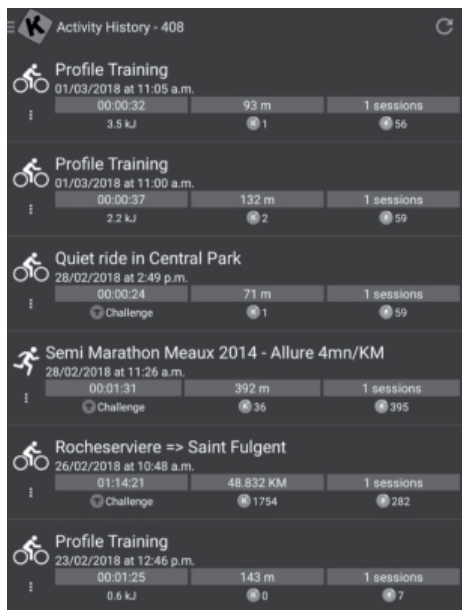 K Activity History - 408
Profile Training
01/03/2018 at 11:05 a.m.
00:00:32 93 m 1 sessions
3.5 kJ K 1 56
Profile Training
01/03/2018 at 11:00 a.m.
00:00:37 132 m 1 sessions
2.2 kJ K 2 59
Quiet ride in Central Park
28/02/2018 at 2:49 p.m.
00:00:24 71 m 1 sessions
Challenge K 1 59
Semi Marathon Meaux 2014 - Allure 4mn/KM
28/02/2018 at 11:26 a.m.
00:01:31 392 m 1 sessions
Challenge K 36 395
Rocheserviere => Saint Fulgent
26/02/2018 at 10:48 a.m.
01:14:21 48.832 KM 1 sessions
Challenge K 1754 282
Profile Training
23/02/2018 at 12:46 p.m.
00:01:25 143 m 1 sessions
0.6 kJ K 0 7